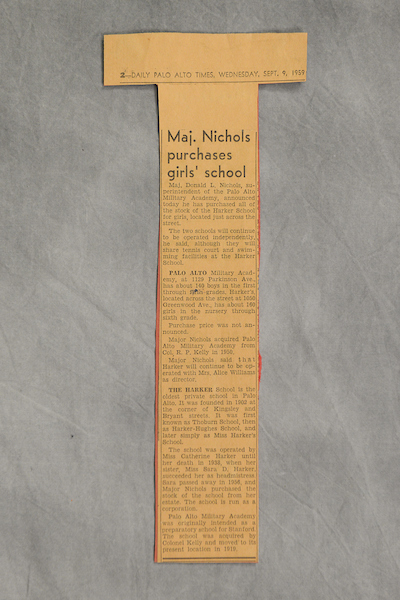 2—DAILY PALO ALTO TIMES, WEDNESDAY, SEPT. 9, 1959
Maj. Nichols
purchases
girls' school
Maj. Donald L. Nichols, su-
perintendent of the Palo Alto
Military Academy, announced
today he has purchased all of
the stock of the Harker School
for girls, located just across the
street.
The two schools will continue
to be operated independently,
he said, although they will
share tennis court and swim-
ming facilities at the Harker
School.
PALO ALTO Military Acad-
emy, at 1129 Parkinson Ave.,
has about 160 boys in the first
through grades. Harker's,
located across the street at 1050
Greenwood Ave., has about 160
girls in the nursery through
sixth grade.
Purchase price was not an-
nounced.
Major Nichols acquired Palo
Alto Military Academy from
Col. R. P. Kelly in 1950.
Major Nichols said that
Harker will continue to be op-
erated with Mrs. Alice Williams
as director.
THE HARKER School is the
oldest private school in Palo
Alto. It was founded in at
the corner of Kingsley and
Bryant streets. It was first
known as Thoburn School, then
as Harker-Hughes School, and
later simply as Miss Harker's
School.
The school was operated by
Miss Catherine Harker until
her death in 1938, when her
sister, Miss Sara D. Harker,
succeeded her as headmistress.
Sara passed away in and
Major Nichols purchased the
stock of the school from her
estate. The school is run as a
corporation.
Palo Alto Military Academy
was originally intended as a
preparatory school for Stanford.
The school was acquired by
Colonel Kelly and moved to its
present location in 1919.